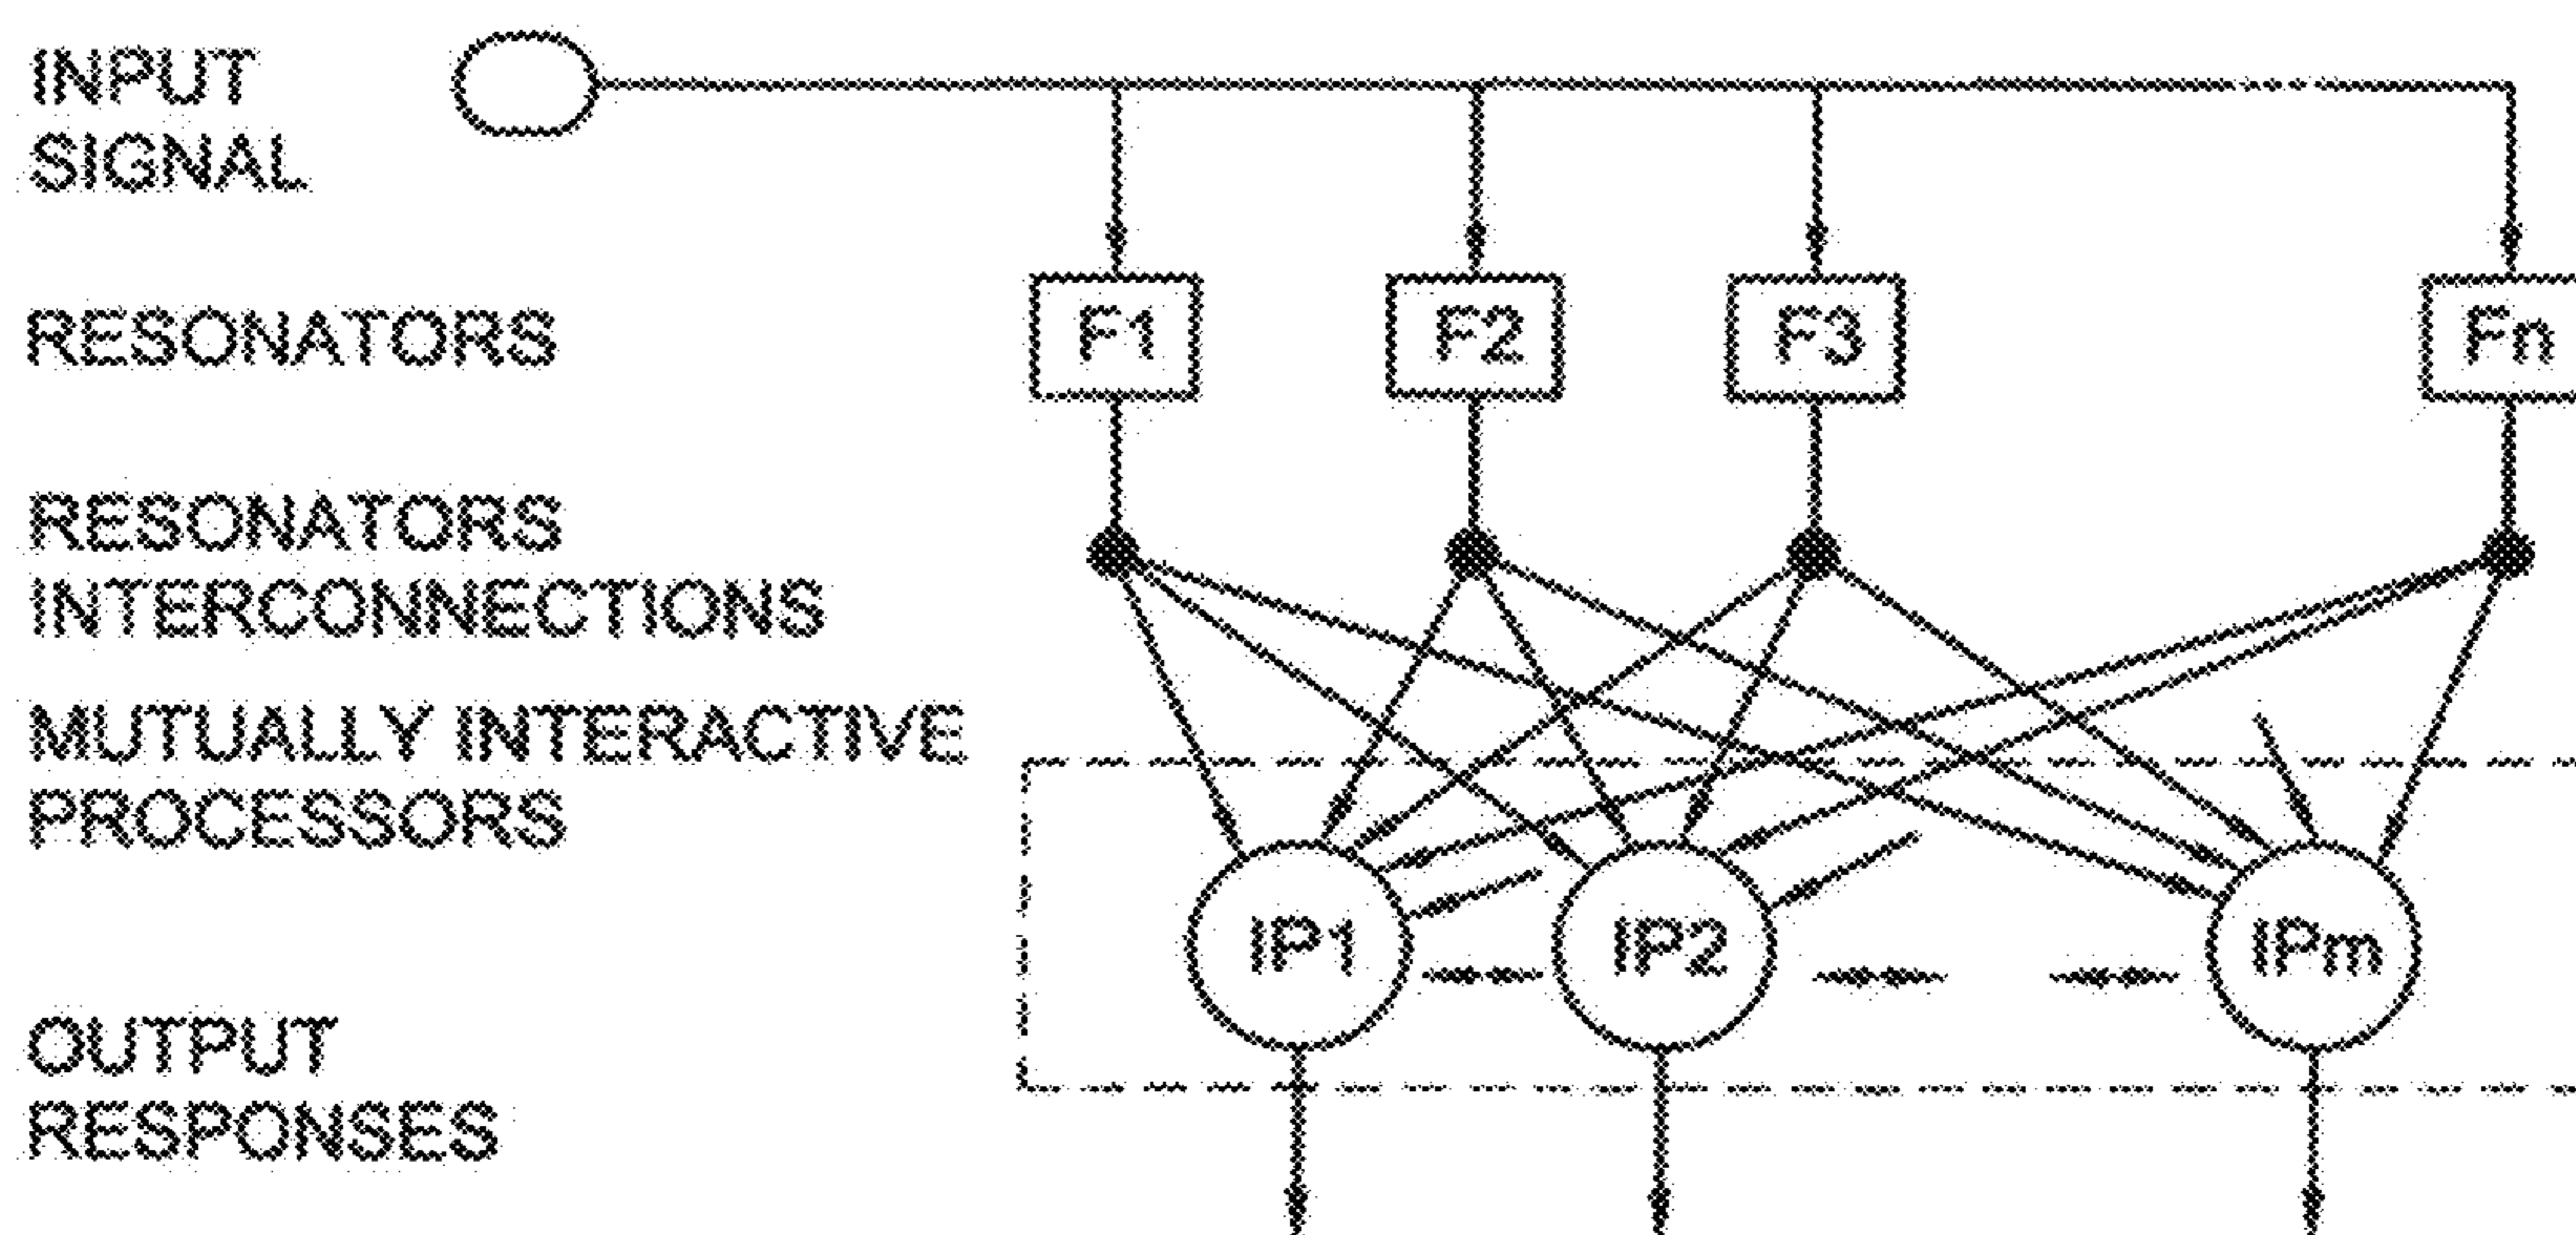 INPUT
SIGNAL
RESONATORS
F1 F2 F3 Fn
RESONATORS
INTERCONNECTIONS
MUTUALLY INTERACTIVE
PROCESSORS
IP1 IP2 IPm
OUTPUT
RESPONSES